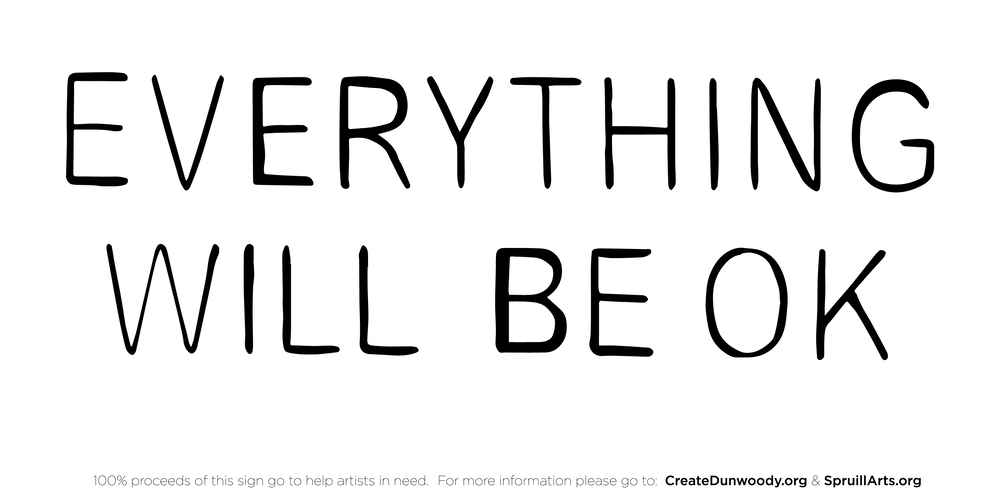 EVERYTHING
WILL BE OK
100% proceeds of this sign go to help artists in need. For more information please go to: CreateDunwoody.org & SpruillArts.org